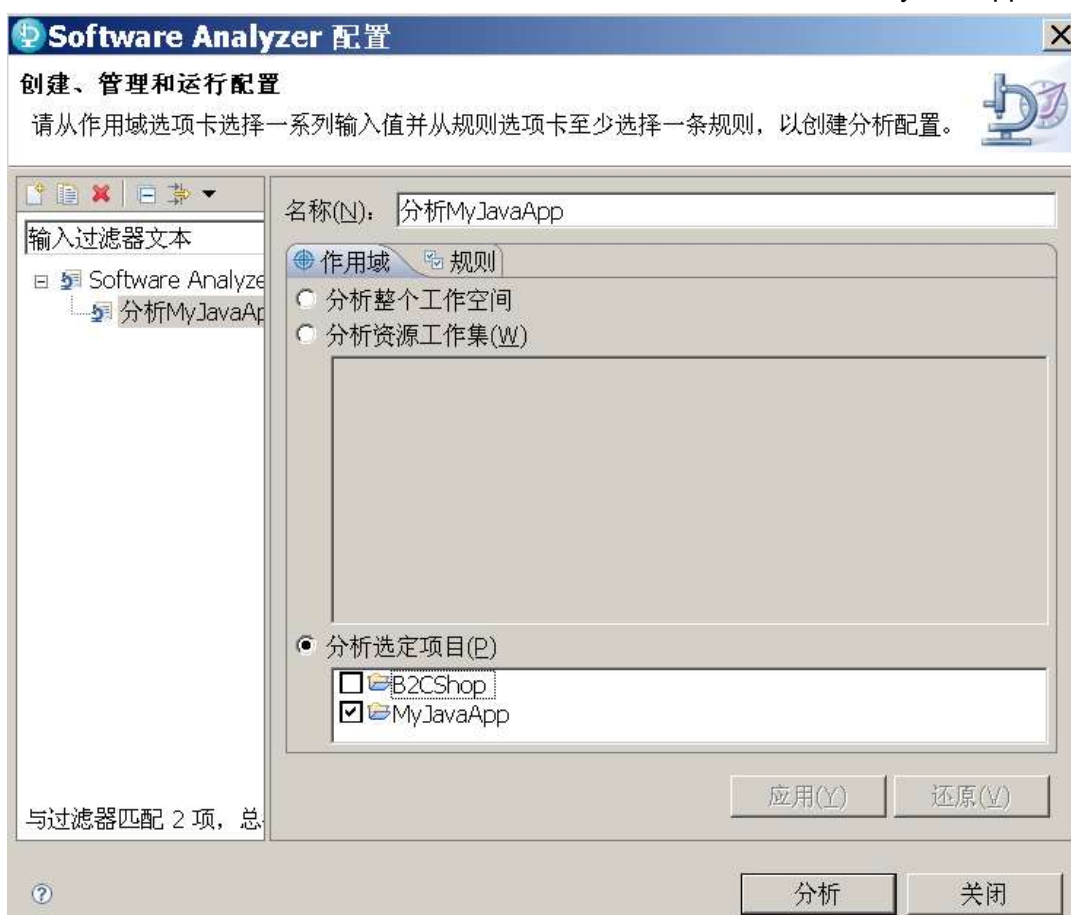 Software Analyzer 配置
创建、管理和运行配置
请从作用域选项卡选择一系列输入值并从规则选项卡至少选择一条规则，以创建分析配置。
名称(N)： 分析MyJavaApp
输入过滤器文本
作用域 规则
Software Analyze
分析MyJavaAp
分析整个工作空间
分析资源工作集(W)
分析选定项目(P)
B2CShop
MyJavaApp
应用(Y) 还原(V)
与过滤器匹配 2 项，总
分析 关闭